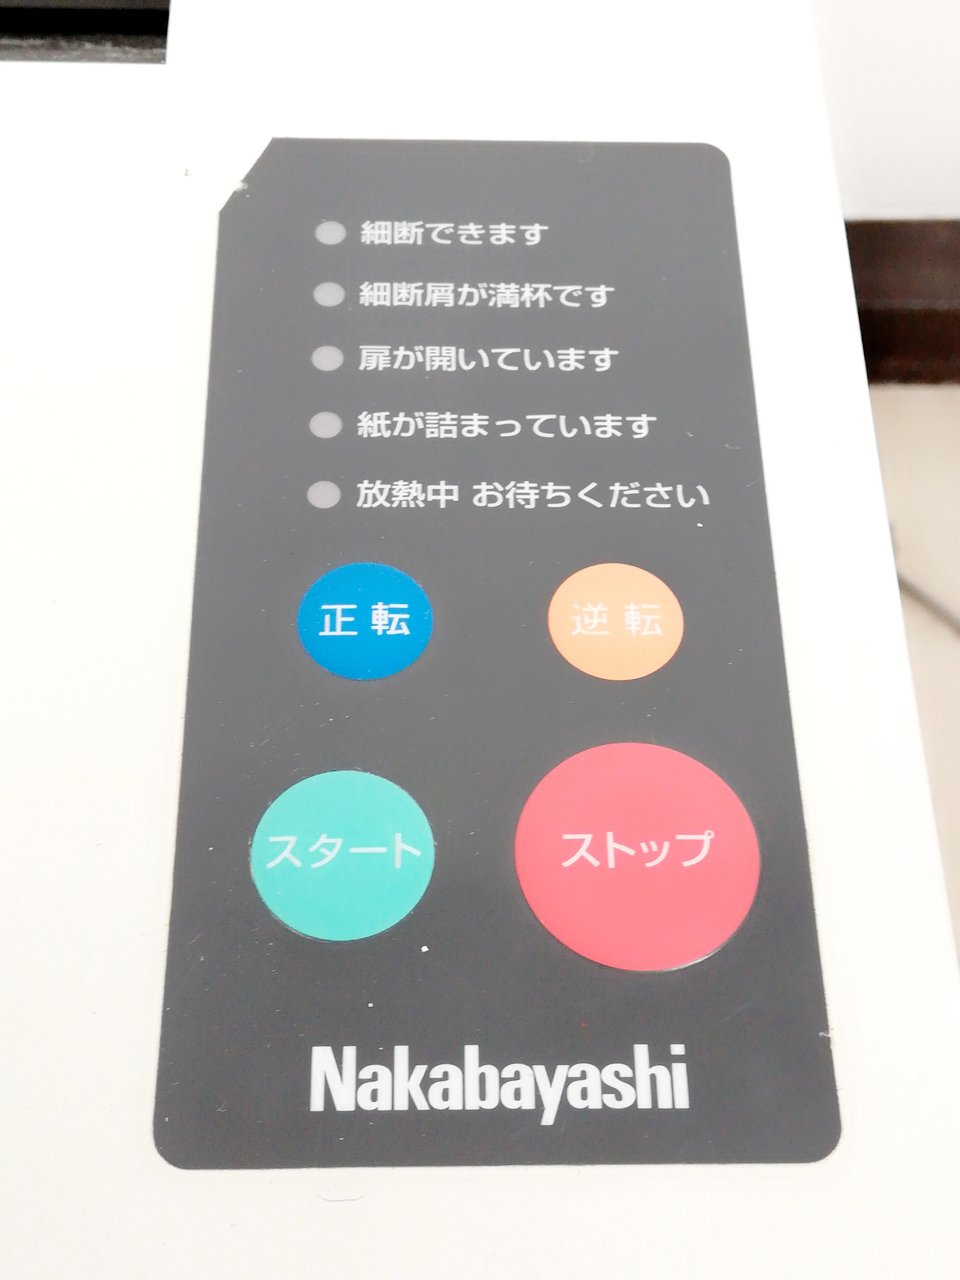 細断できます
細断屑が満杯です
扉が開いています
紙が詰まっています
放熱中 お待ちください
正転 逆転
スタート ストップ
Nakabayashi